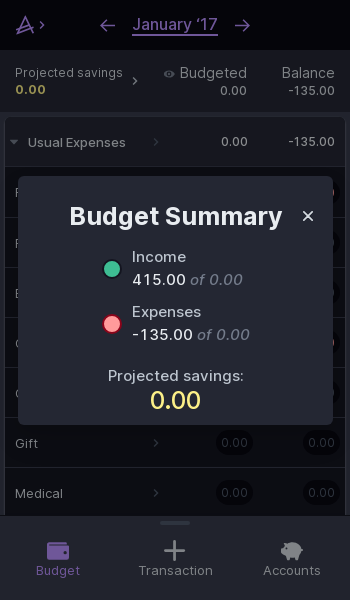 January ‘17
Projected savings
0.00
Budgeted
0.00
Balance
-135.00
Usual Expenses
0.00
-135.00
Budget Summary
Income
415.00 of 0.00
Expenses
-135.00 of 0.00
Projected savings:
0.00
Gift
0.00
0.00
Medical
0.00
0.00
Budget
Transaction
Accounts